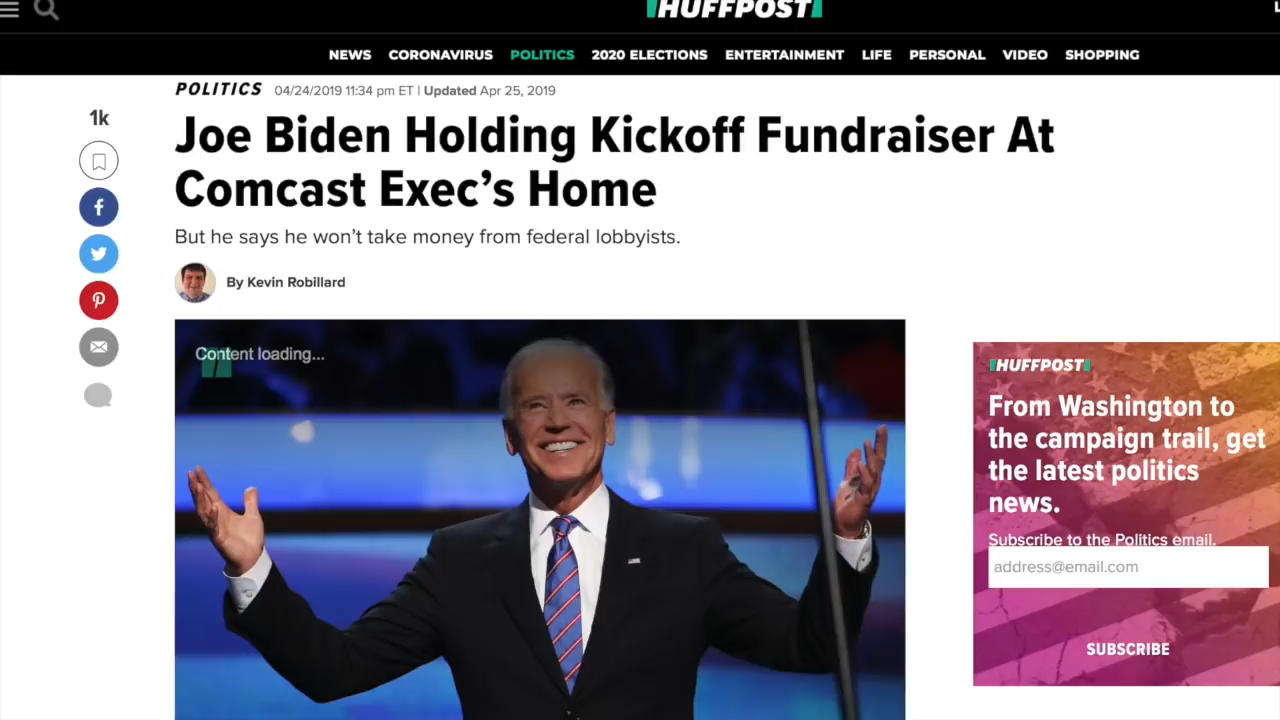 HUFFPOST
NEWS CORONAVIRUS POLITICS 2020 ELECTIONS ENTERTAINMENT LIFE PERSONAL VIDEO SHOPPING
POLITICS 04/24/2019 11:34 pm ET | Updated Apr 25, 2019
1k
Joe Biden Holding Kickoff Fundraiser At
Comcast Exec’s Home
But he says he won’t take money from federal lobbyists.
By Kevin Robillard
Content loading...
HUFFPOST
From Washington to
the campaign trail, get
the latest politics
news.
Subscribe to the Politics email.
address@email.com
SUBSCRIBE